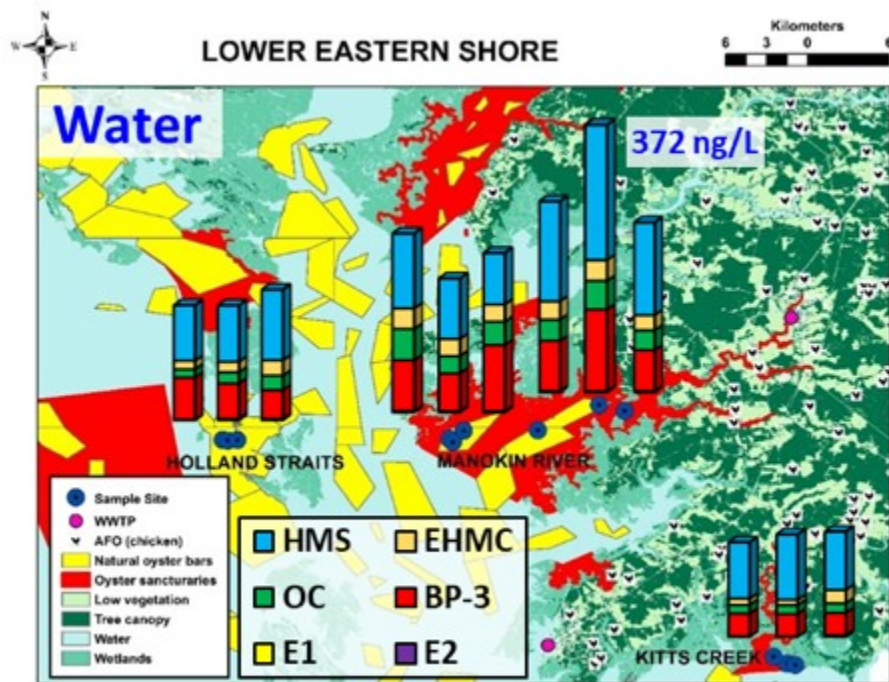 N
W E
S
LOWER EASTERN SHORE
Kilometers
6 3 0 6
Water
372 ng/L
HOLLAND STRAITS
MANOKIN RIVER
Sample Site
WWTP
AFO (chicken)
Natural oyster bars
Oyster sancturaries
Low vegetation
Tree canopy
Water
Wetlands
HMS EHMC
OC BP-3
E1 E2
KITTS CREEK